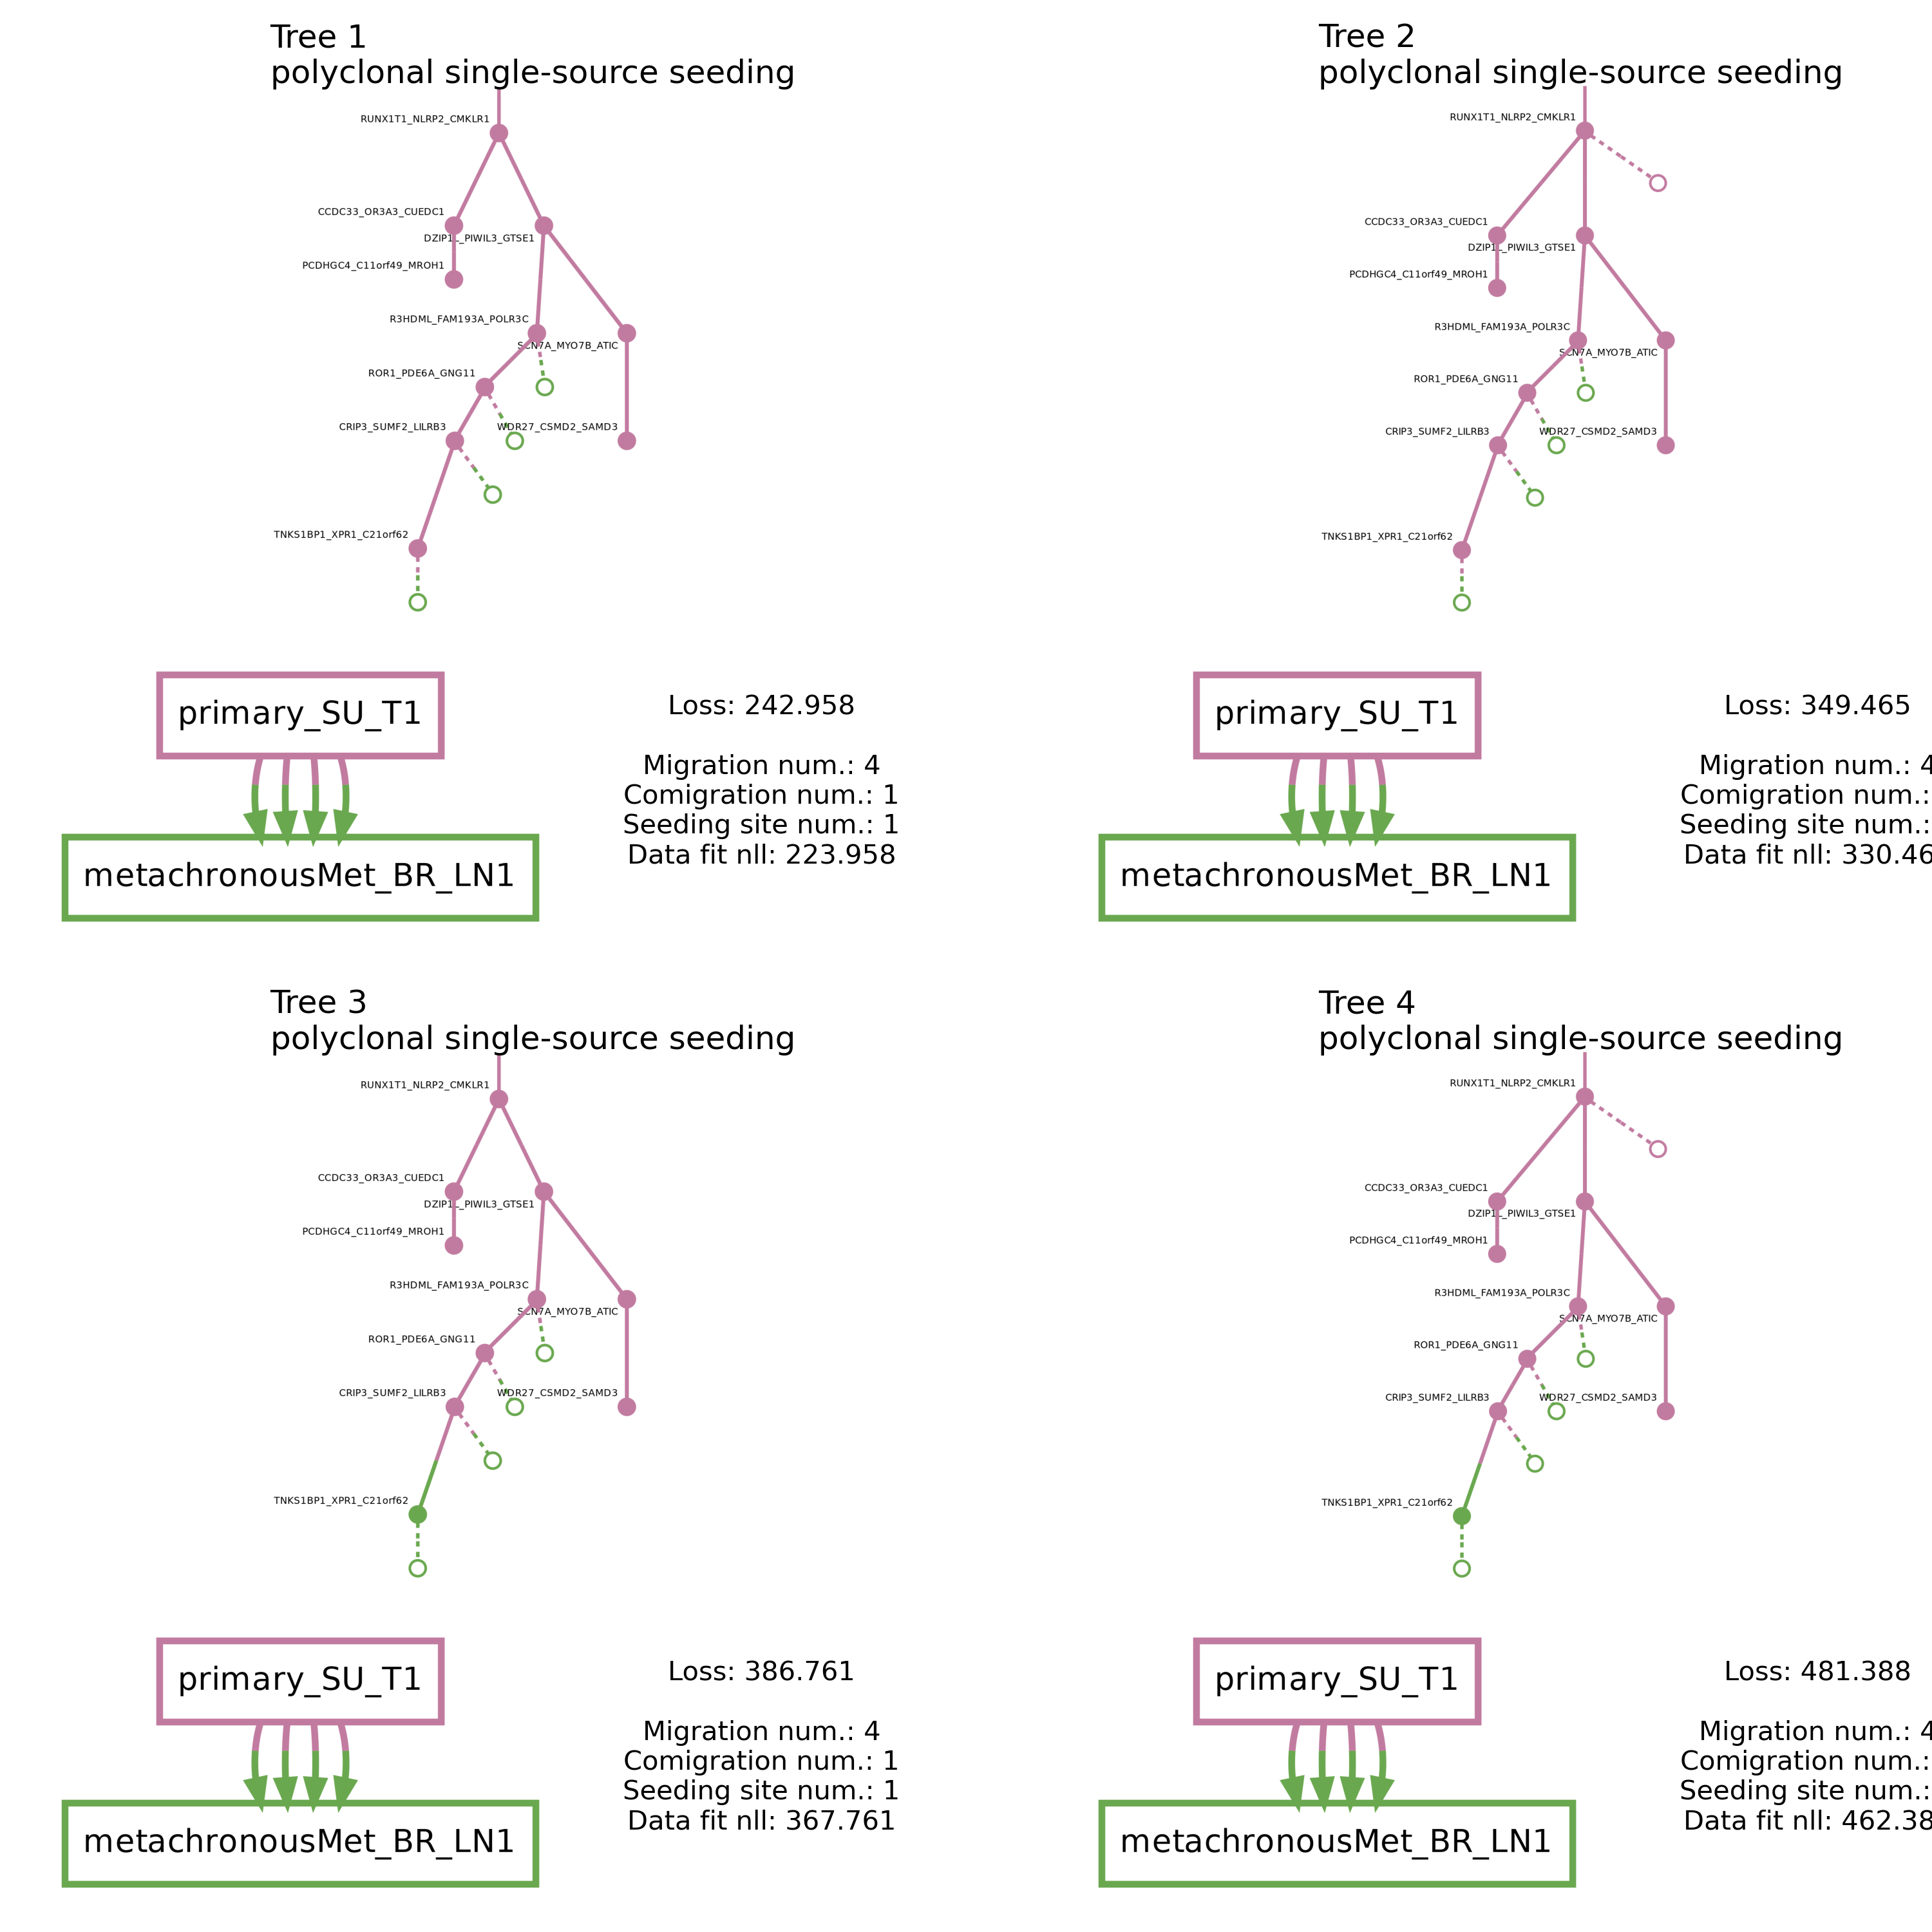 Tree 1
polyclonal single-source seeding
RUNX1T1_NLRP2_CMKLR1
CCDC33_OR3A3_CUEDC1
DZIP1L_PIWIL3_GTSE1
PCDHGC4_C11orf49_MROH1
R3HDML_FAM193A_POLR3C
SCN7A_MYO7B_ATIC
ROR1_PDE6A_GNG11
CRIP3_SUMF2_LILRB3
WDR27_CSMD2_SAMD3
TNKS1BP1_XPR1_C21orf62
primary_SU_T1
metachronousMet_BR_LN1
Loss: 242.958
Migration num.: 4
Comigration num.: 1
Seeding site num.: 1
Data fit nll: 223.958
Tree 2
polyclonal single-source seeding
RUNX1T1_NLRP2_CMKLR1
CCDC33_OR3A3_CUEDC1
DZIP1L_PIWIL3_GTSE1
PCDHGC4_C11orf49_MROH1
R3HDML_FAM193A_POLR3C
SCN7A_MYO7B_ATIC
ROR1_PDE6A_GNG11
CRIP3_SUMF2_LILRB3
WDR27_CSMD2_SAMD3
TNKS1BP1_XPR1_C21orf62
primary_SU_T1
metachronousMet_BR_LN1
Loss: 349.465
Migration num.: 4
Comigration num.:
Seeding site num.:
Data fit nll: 330.46
Tree 3
polyclonal single-source seeding
RUNX1T1_NLRP2_CMKLR1
CCDC33_OR3A3_CUEDC1
DZIP1L_PIWIL3_GTSE1
PCDHGC4_C11orf49_MROH1
R3HDML_FAM193A_POLR3C
SCN7A_MYO7B_ATIC
ROR1_PDE6A_GNG11
CRIP3_SUMF2_LILRB3
WDR27_CSMD2_SAMD3
TNKS1BP1_XPR1_C21orf62
primary_SU_T1
metachronousMet_BR_LN1
Loss: 386.761
Migration num.: 4
Comigration num.: 1
Seeding site num.: 1
Data fit nll: 367.761
Tree 4
polyclonal single-source seeding
RUNX1T1_NLRP2_CMKLR1
CCDC33_OR3A3_CUEDC1
DZIP1L_PIWIL3_GTSE1
PCDHGC4_C11orf49_MROH1
R3HDML_FAM193A_POLR3C
SCN7A_MYO7B_ATIC
ROR1_PDE6A_GNG11
CRIP3_SUMF2_LILRB3
WDR27_CSMD2_SAMD3
TNKS1BP1_XPR1_C21orf62
primary_SU_T1
metachronousMet_BR_LN1
Loss: 481.388
Migration num.: 4
Comigration num.:
Seeding site num.:
Data fit nll: 462.38